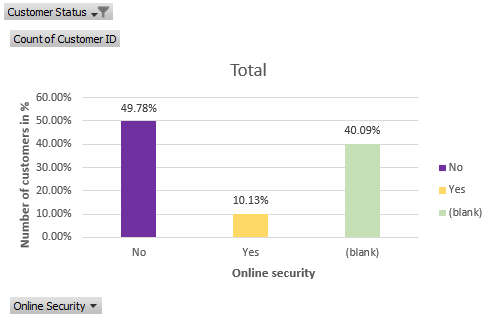 Customer Status
Count of Customer ID
Total
Number of customers in %
60.00%
50.00%
40.00%
30.00%
20.00%
10.00%
0.00%
49.78%
10.13%
40.09%
No
Yes
(blank)
Online security
No
Yes
(blank)
Online Security